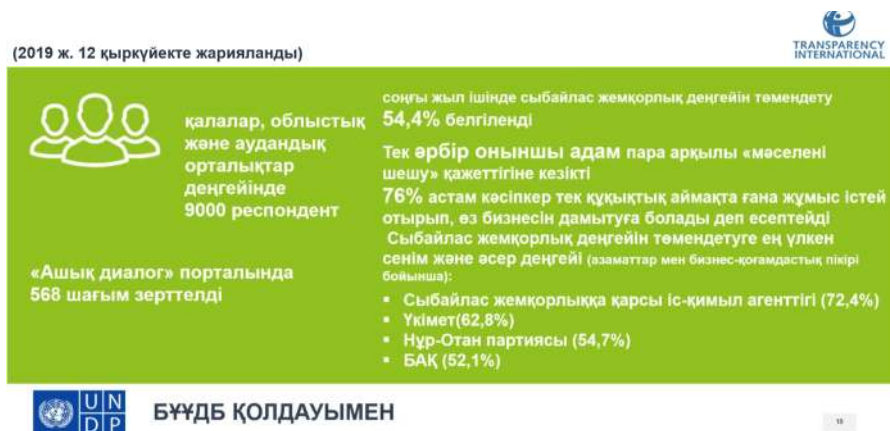 (2019 ж. 12 қыркүйекте жарияланды)
TRANSPARENCY
INTERNATIONAL
қалалар, облыстық
және аудандық
орталықтар
деңгейінде
9000 респондент
«Ашық диалог» порталында
568 шағым зерттелді
соңғы жыл ішінде сыбайлас жемқорлық деңгейін төмендету
54,4% белгіленді
Тек әрбір оныншы адам пара арқылы «мәселені
шешу» қажеттігіне кезікті
76% астам кәсіпкер тек құқықтық аймақта ғана жұмыс істей
отырып, өз бизнесін дамытуға болады деп есептейді
Сыбайлас жемқорлық деңгейін төмендетуге ең үлкен
сенім және әсер деңгейі (азаматтар мен бизнес-қоғамдастық пікірі
бойынша):
▪ Сыбайлас жемқорлыққа қарсы іс-қимыл агенттігі (72,4%)
▪ Үкімет(62,8%)
▪ Нұр-Отан партиясы (54,7%)
▪ БАҚ (52,1%)
U N
D P
БҰҰДБ ҚОЛДАУЫМЕН